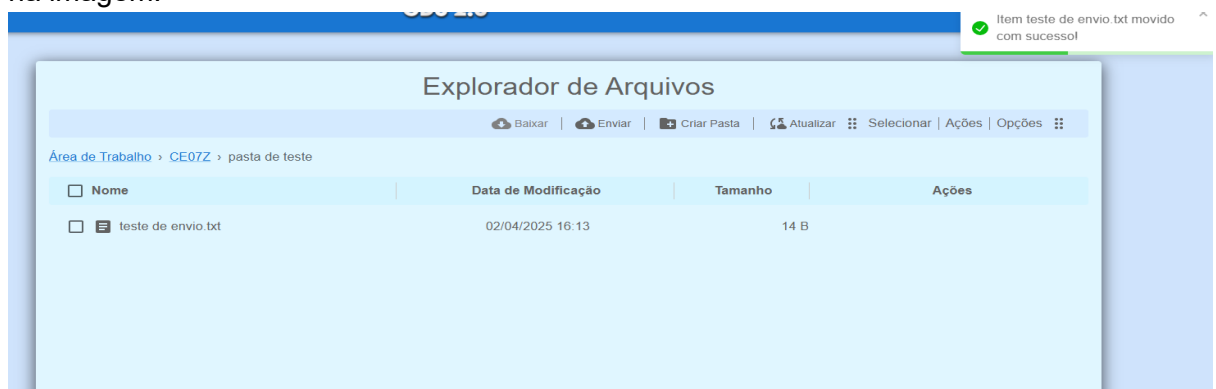 na imagem:
Item teste de envio.txt movido
com sucesso!
Explorador de Arquivos
Baixar | Enviar | Criar Pasta | Atualizar Selecionar | Ações | Opções
Área de Trabalho › CE07Z › pasta de teste
Nome Data de Modificação Tamanho Ações
teste de envio.txt 02/04/2025 16:13 14 B